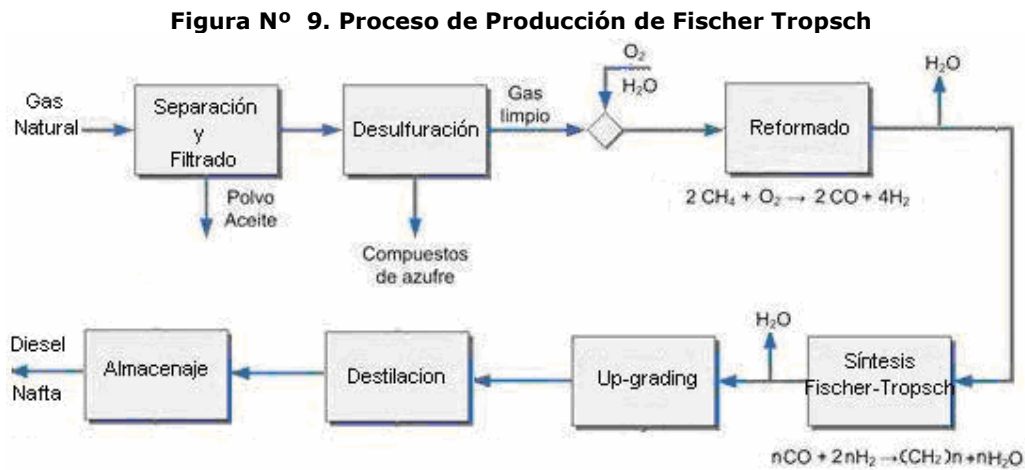 Figura Nº 9. Proceso de Producción de Fischer Tropsch
Gas
Natural
Separación
y
Filtrado
Polvo
Aceite
Desulfuración
Compuestos
de azufre
Gas
limpio
O₂
H₂O
Reformado
2 CH₄ + O₂ → 2 CO + 4H₂
H₂O
Síntesis
Fischer-Tropsch
nCO + 2nH₂ →(CH₂)n +nH₂O
H₂O
Up-grading
Destilacion
Almacenaje
Diesel
Nafta